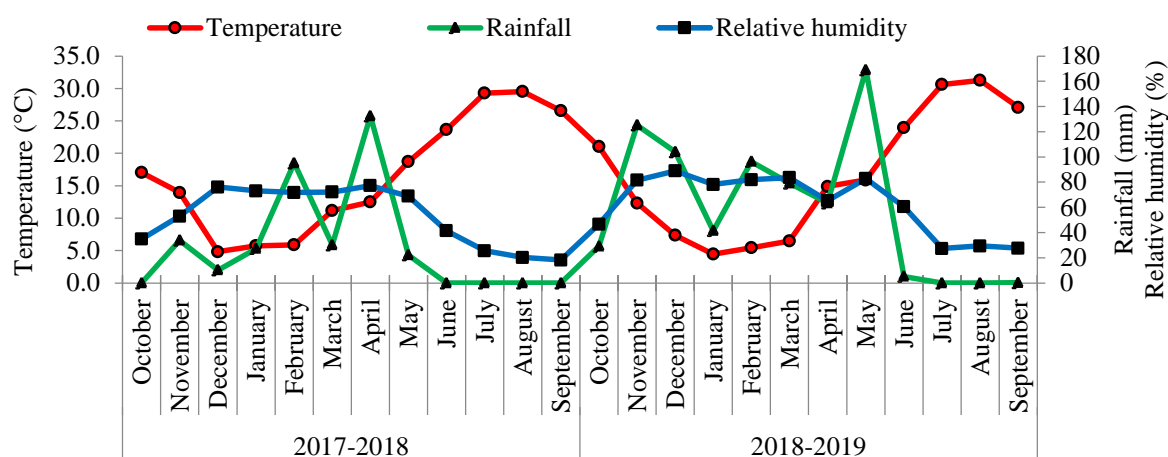 Temperature Rainfall Relative humidity
Temperature (°C)
35.0
30.0
25.0
20.0
15.0
10.0
5.0
0.0
180
160
140
120
100
80
60
40
20
0
Rainfall (mm)
Relative humidity (%)
October
November
December
January
February
March
April
May
June
July
August
September
October
November
December
January
February
March
April
May
June
July
August
September
2017-2018 2018-2019